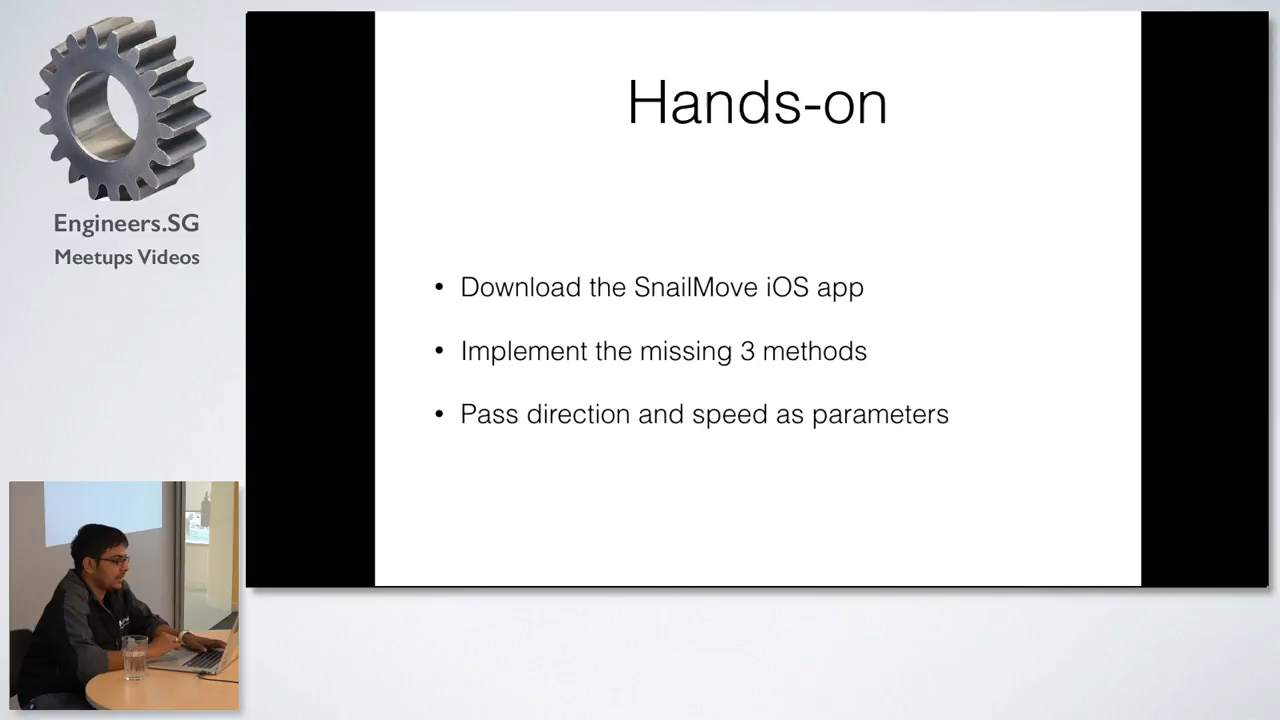 Engineers.SG
Meetups Videos
Hands-on
• Download the SnailMove iOS app
• Implement the missing 3 methods
• Pass direction and speed as parameters